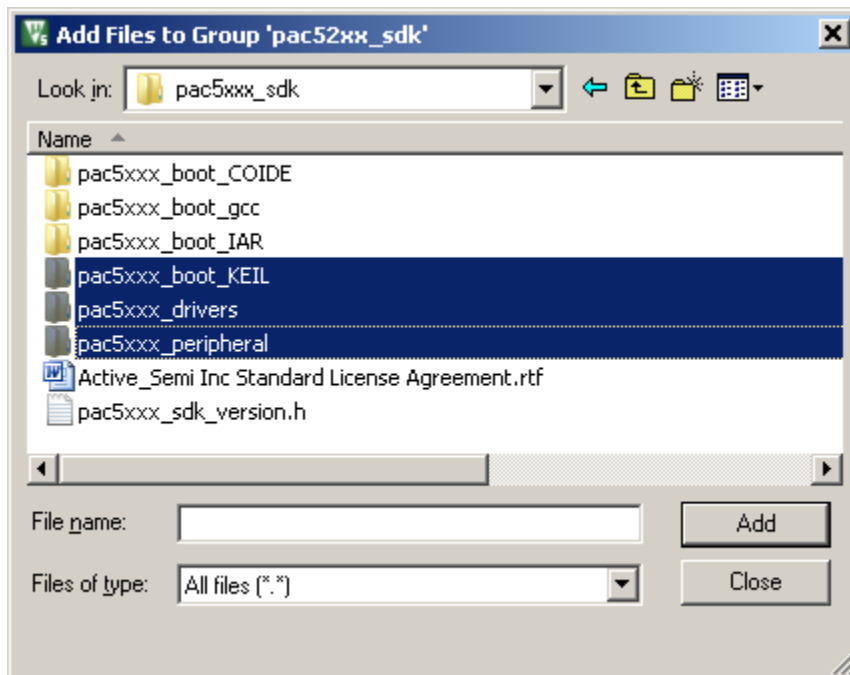 Add Files to Group 'pac52xx_sdk'
Look in: pac5xxx_sdk
Name
pac5xxx_boot_COIDE
pac5xxx_boot_gcc
pac5xxx_boot_IAR
pac5xxx_boot_KEIL
pac5xxx_drivers
pac5xxx_peripheral
Active_Semi Inc Standard License Agreement.rtf
pac5xxx_sdk_version.h
File name: Add
Files of type: All files (*.*) Close